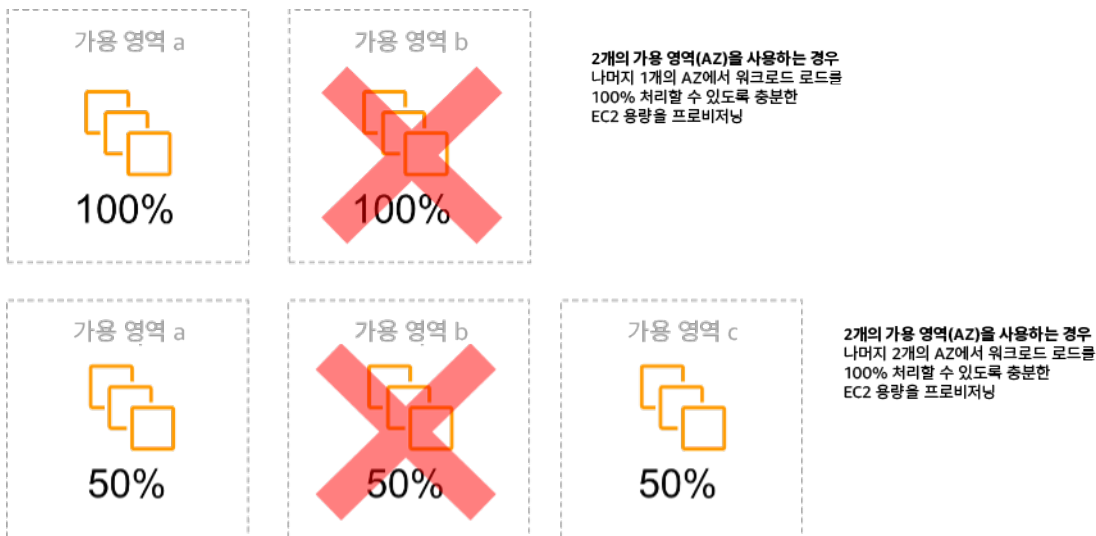 가용 영역 a
가용 영역 b
100%
100%
2개의 가용 영역(AZ)을 사용하는 경우
나머지 1개의 AZ에서 워크로드 로드를
100% 처리할 수 있도록 충분한
EC2 용량을 프로비저닝
가용 영역 a
가용 영역 b
가용 영역 c
50%
50%
50%
2개의 가용 영역(AZ)을 사용하는 경우
나머지 2개의 AZ에서 워크로드 로드를
100% 처리할 수 있도록 충분한
EC2 용량을 프로비저닝